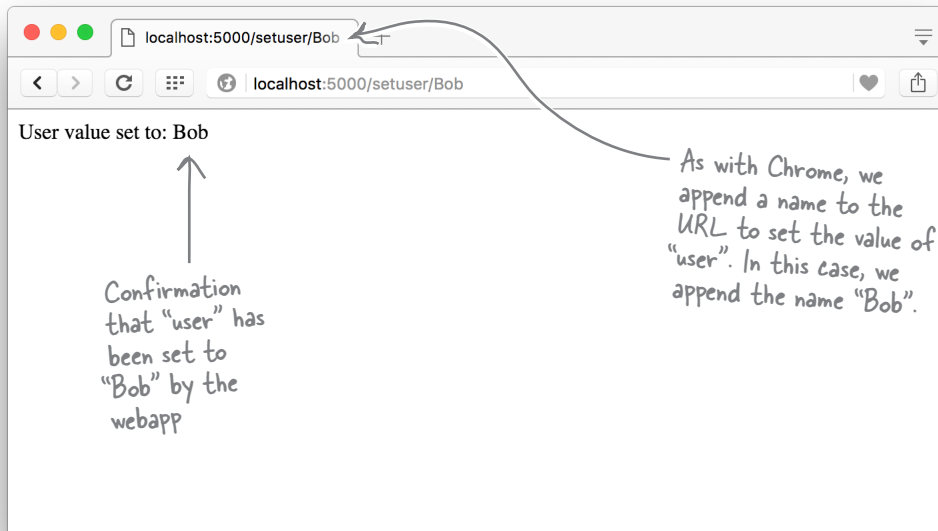 localhost:5000/setuser/Bob
localhost:5000/setuser/Bob
User value set to: Bob
As with Chrome, we
append a name to the
URL to set the value of
“user”. In this case, we
append the name “Bob”.
Confirmation
that “user” has
been set to
“Bob” by the
webapp